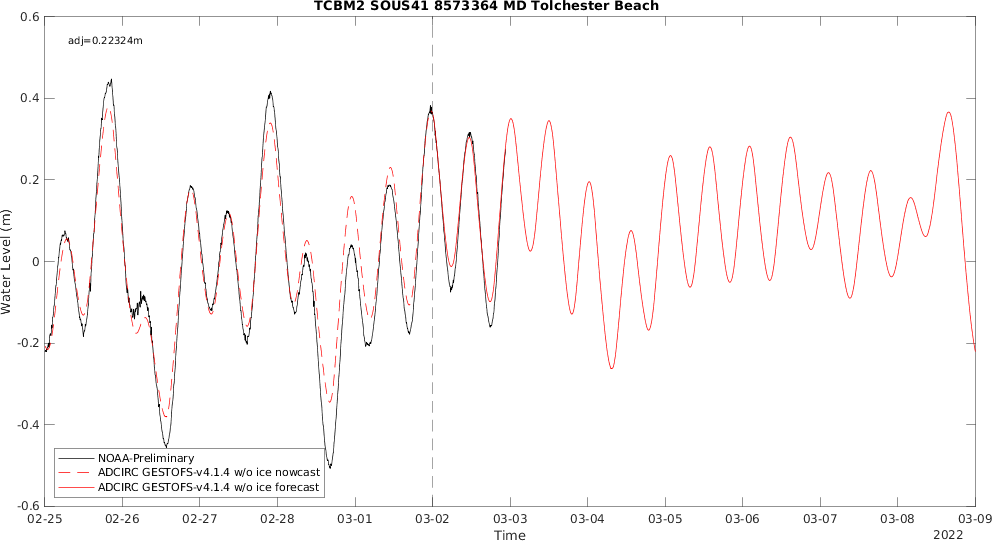 TCBM2 SOUS41 8573364 MD Tolchester Beach
adj=0.22324m
0.6
0.4
0.2
0
-0.2
-0.4
-0.6
Water Level (m)
NOAA-Preliminary
ADCIRC GESTOFS-v4.1.4 w/o ice nowcast
ADCIRC GESTOFS-v4.1.4 w/o ice forecast
02-25 02-26 02-27 02-28 03-01 03-02 03-03 03-04 03-05 03-06 03-07 03-08 03-09
Time
2022